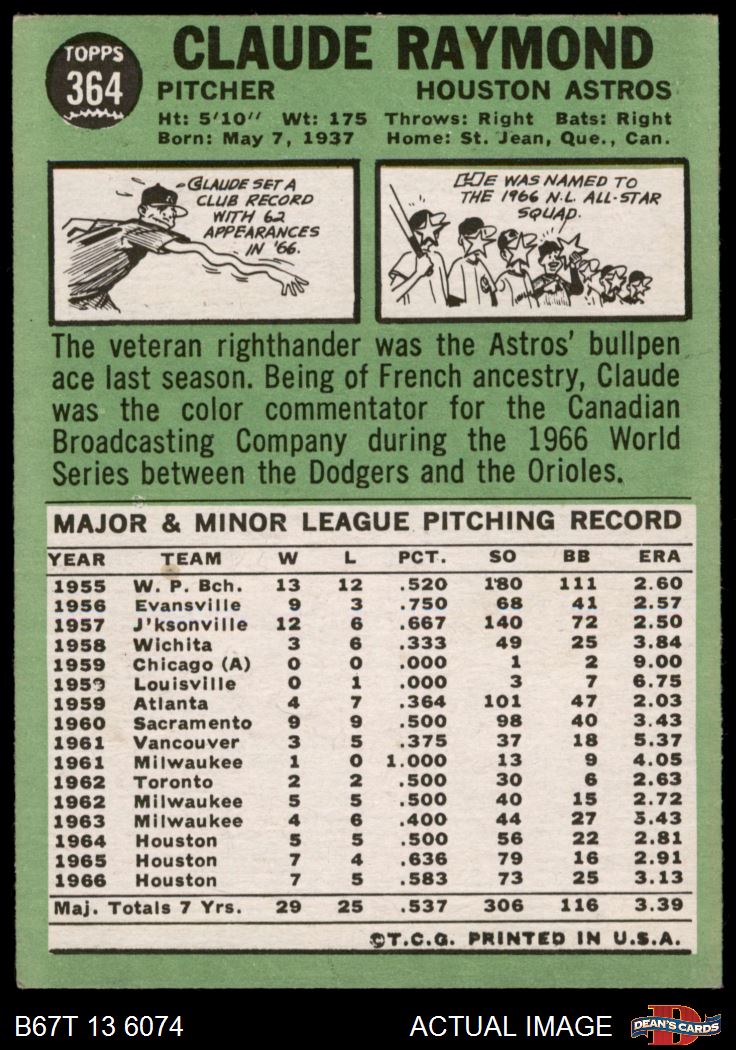 TOPPS
364
CLAUDE RAYMOND
PITCHER HOUSTON ASTROS
Ht: 5'10" Wt: 175 Throws: Right Bats: Right
Born: May 7, 1937 Home: St. Jean, Que., Can.
CLAUDE SET A
CLUB RECORD
WITH 62
APPEARANCES
IN '66.
HE WAS NAMED TO
THE 1966 N.L. ALL-STAR
SQUAD.
The veteran righthander was the Astros' bullpen
ace last season. Being of French ancestry, Claude
was the color commentator for the Canadian
Broadcasting Company during the 1966 World
Series between the Dodgers and the Orioles.
MAJOR & MINOR LEAGUE PITCHING RECORD
YEAR TEAM W L PCT. SO BB ERA
1955 W. P. Bch. 13 12 .520 180 111 2.60
1956 Evansville 9 3 .750 68 41 2.57
1957 J'ksonville 12 6 .667 140 72 2.50
1958 Wichita 3 6 .333 49 25 3.84
1959 Chicago (A) 0 0 .000 1 2 9.00
1959 Louisville 0 1 .000 3 7 6.75
1959 Atlanta 4 7 .364 101 47 2.03
1960 Sacramento 9 9 .500 98 40 3.43
1961 Vancouver 3 5 .375 37 18 5.37
1961 Milwaukee 1 0 1.000 13 9 4.05
1962 Toronto 2 2 .500 30 6 2.63
1962 Milwaukee 5 5 .500 40 15 2.72
1963 Milwaukee 4 6 .400 44 27 5.43
1964 Houston 5 5 .500 56 22 2.81
1965 Houston 7 4 .636 79 16 2.91
1966 Houston 7 5 .583 73 25 3.13
Maj. Totals 7 Yrs. 29 25 .537 306 116 3.39
©T.C.G. PRINTED IN U.S.A.
B67T 13 6074 ACTUAL IMAGE DEAN'S CARDS